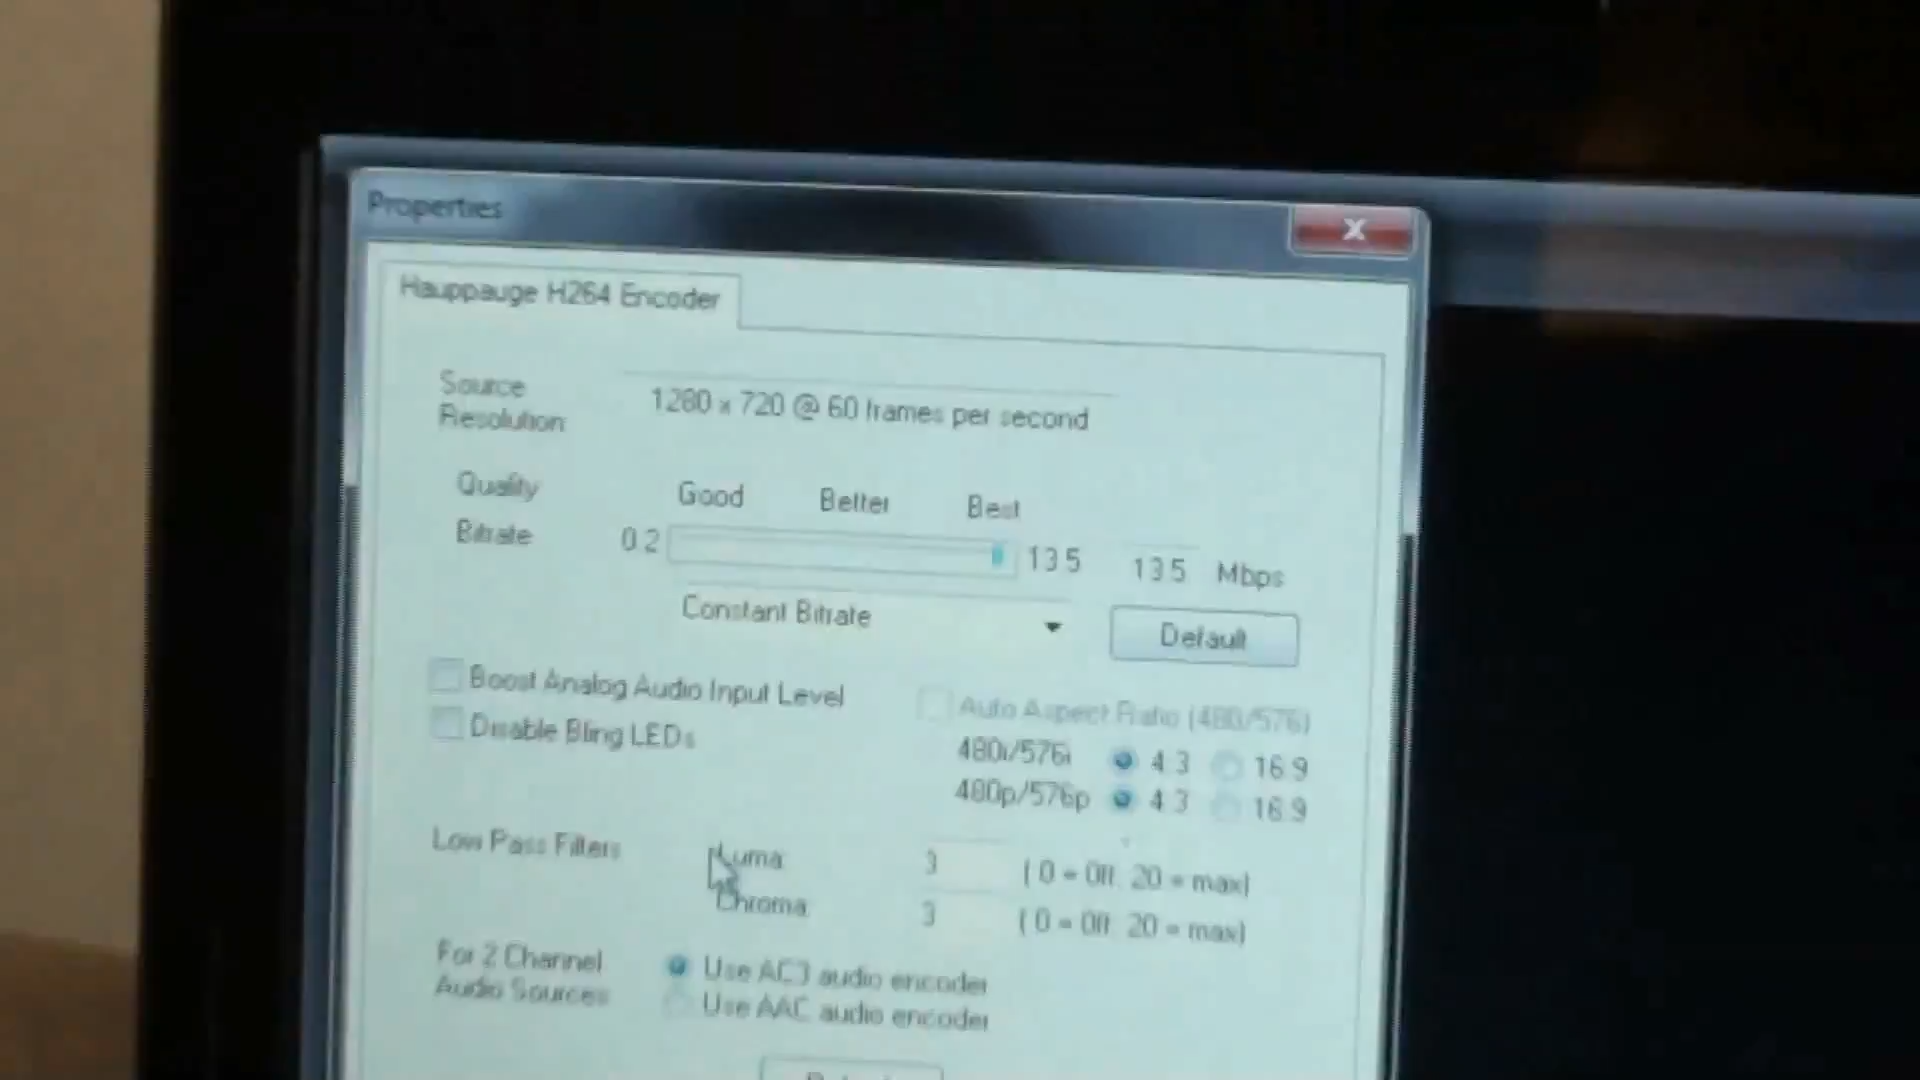 Properties
X
Hauppauge H264 Encoder
Source
Resolution:
1280 x 720 @ 60 frames per second
Quality Good Better Best
Bitrate 0.2 13.5 13.5 Mbps
Constant Bitrate Default
Boost Analog Audio Input Level
Disable Bling LEDs
Auto Aspect Ratio (480i/576i)
480i/576i 4:3 16:9
480p/576p 4:3 16:9
Low Pass Filters Luma: 3 ( 0 = Off, 20 = max)
Chroma: 3 ( 0 = Off, 20 = max)
For 2 Channel
Audio Sources
Use AC3 audio encoder
Use AAC audio encoder